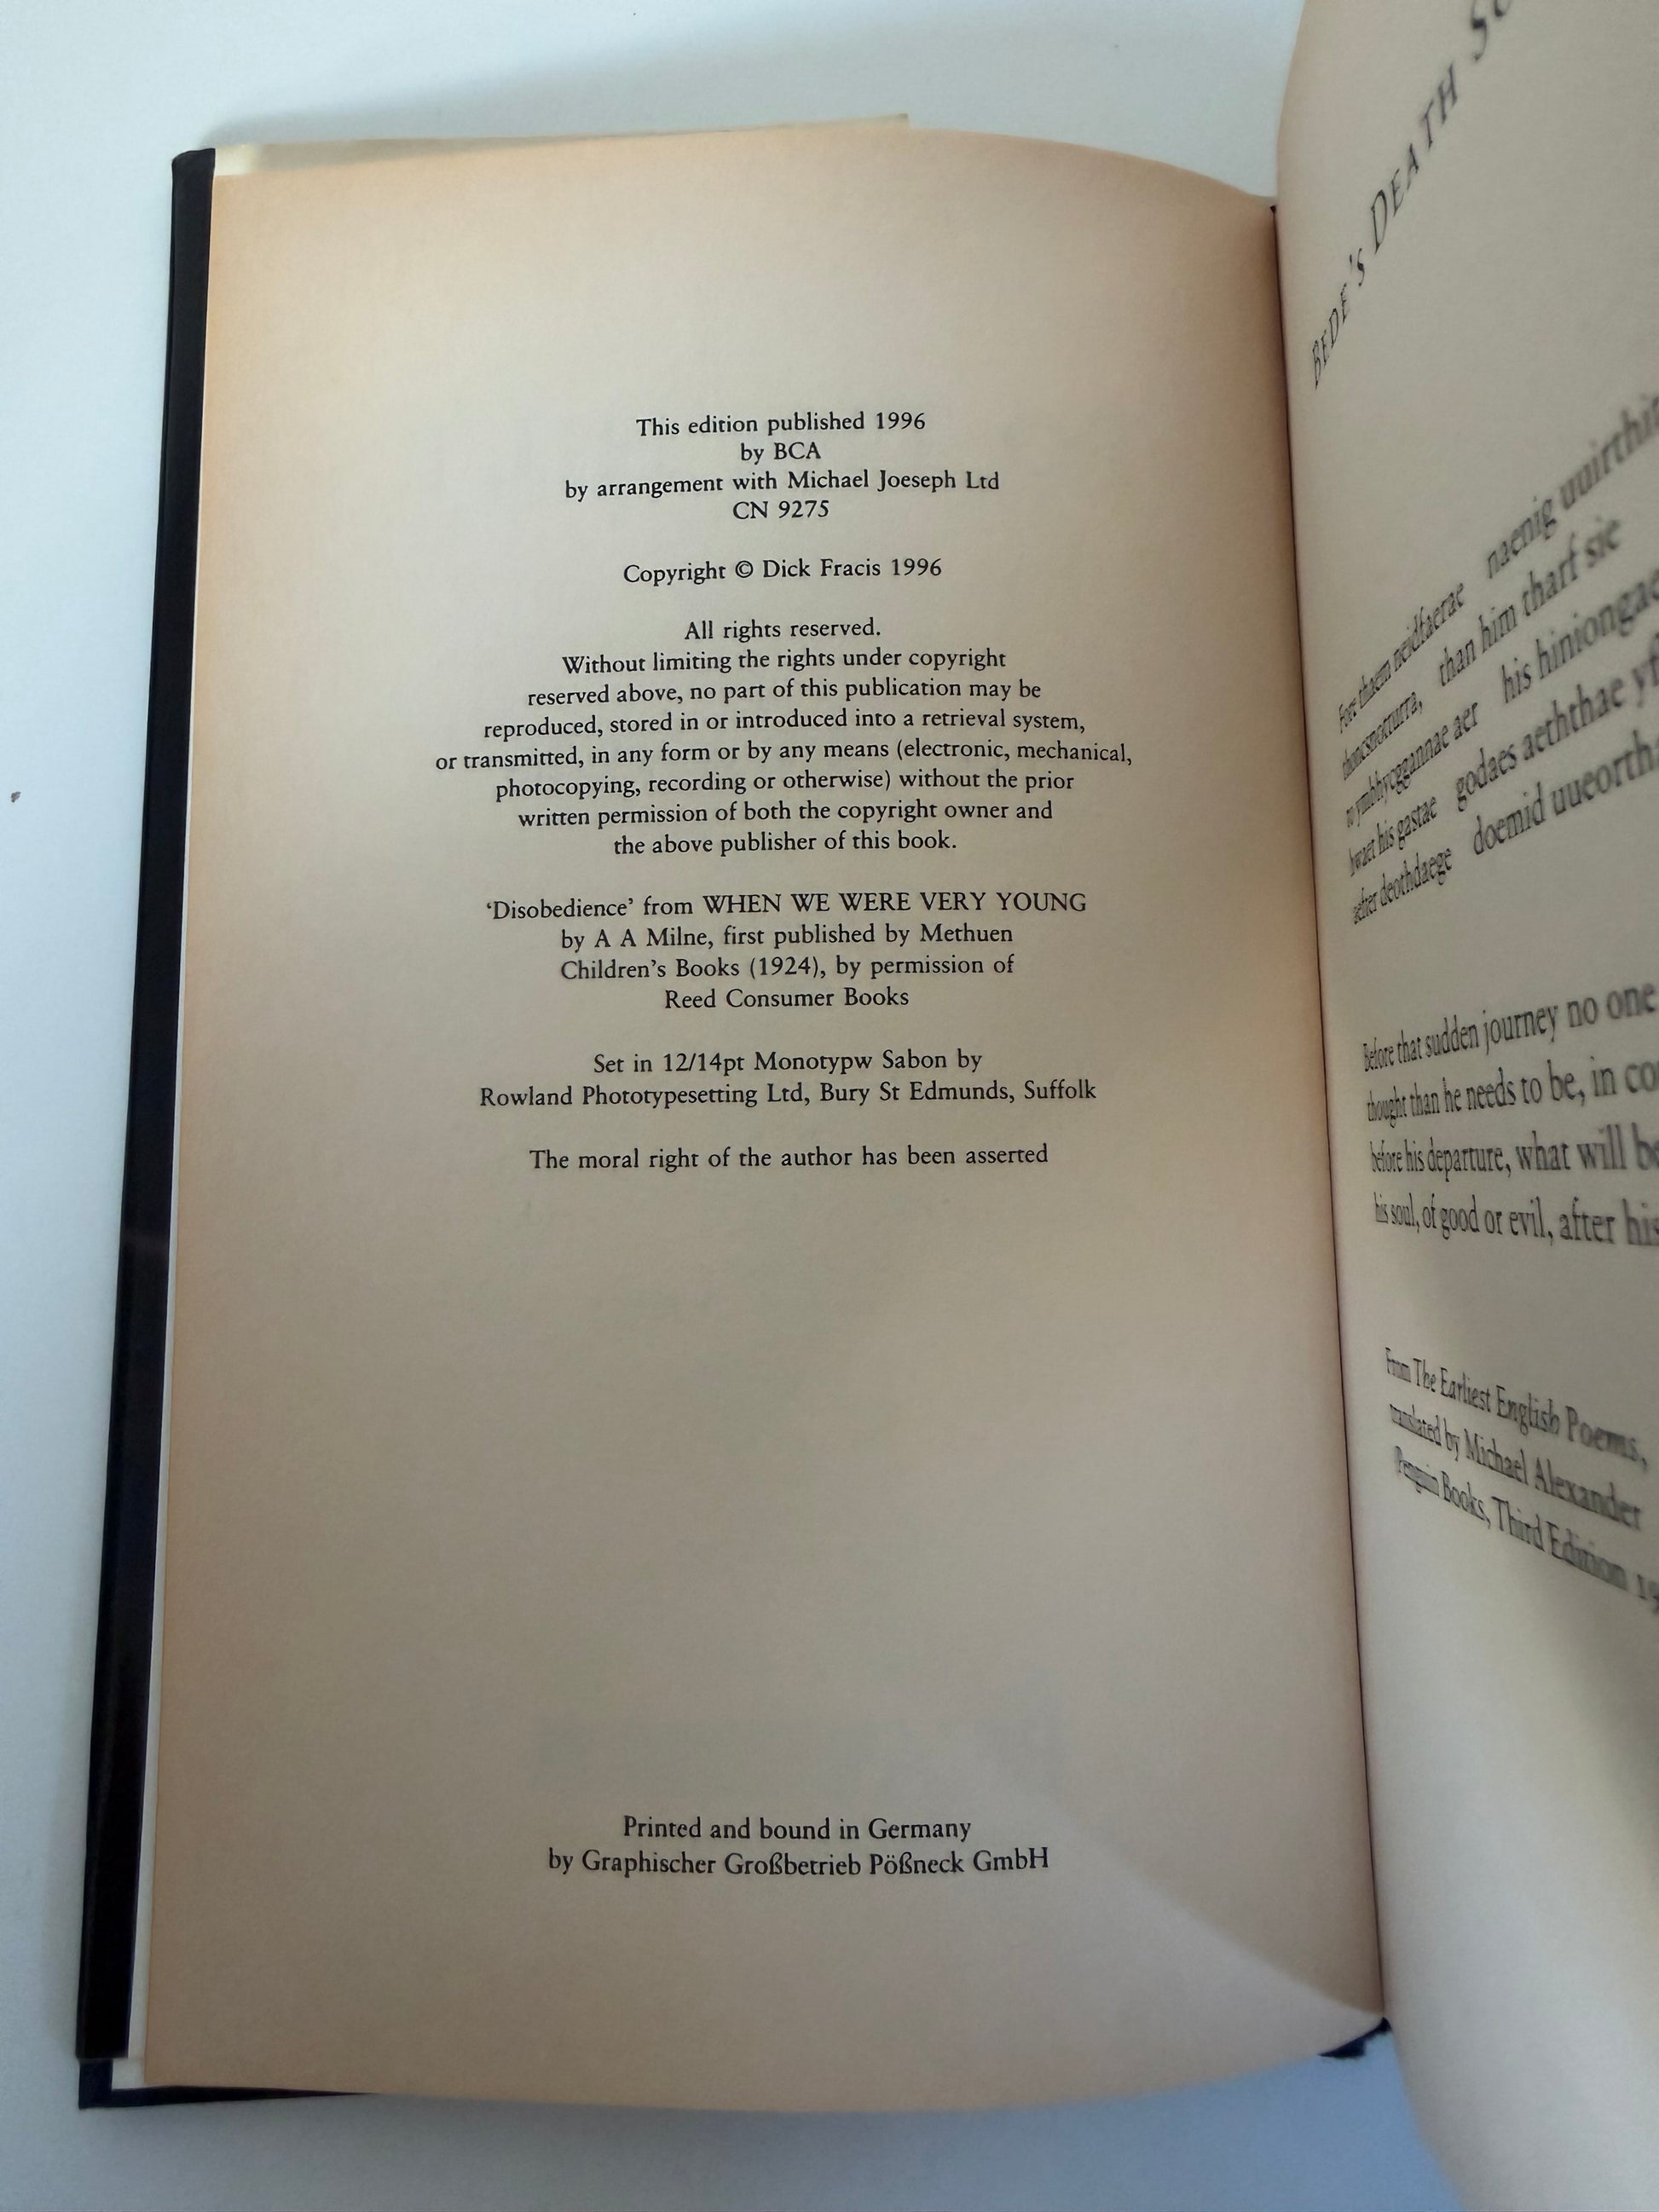 This edition published 1996
by BCA
by arrangement with Michael Joeseph Ltd
CN 9275
Copyright © Dick Fracis 1996
All rights reserved.
Without limiting the rights under copyright
reserved above, no part of this publication may be
reproduced, stored in or introduced into a retrieval system,
or transmitted, in any form or by any means (electronic, mechanical,
photocopying, recording or otherwise) without the prior
written permission of both the copyright owner and
the above publisher of this book.
‘Disobedience’ from WHEN WE WERE VERY YOUNG
by A A Milne, first published by Methuen
Children’s Books (1924), by permission of
Reed Consumer Books
Set in 12/14pt Monotypw Sabon by
Rowland Phototypesetting Ltd, Bury St Edmunds, Suffolk
The moral right of the author has been asserted
Printed and bound in Germany
by Graphischer Großbetrieb Pößneck GmbH
BEDE’S DEATH
Fore thaem neidfaerae naenig
thoncsnotturra, than him tharf sie
to ymbhycggannae aer his hiniongae
hwaet his gastae godaes aeththae
aefter deothdaege doemid
Before that sudden journey no one
thought than he needs to be, in
before his departure, what will
his soul, of good or evil, after his
From The Earliest English Poems,
translated by Michael Alexander
Penguin Books, Third Edition